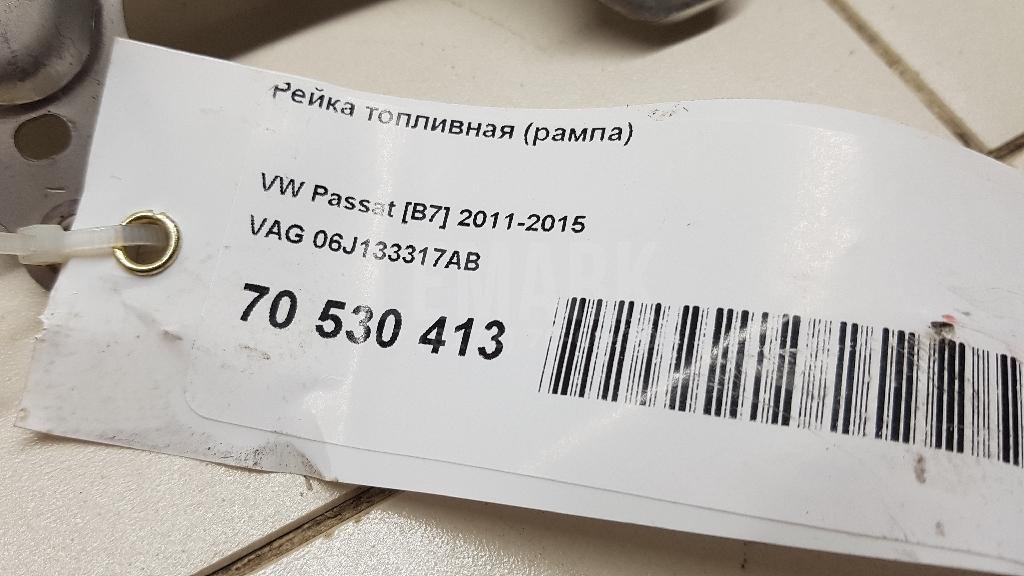 Рейка топливная (рампа)
VW Passat [B7] 2011-2015
VAG 06J133317AB
70 530 413